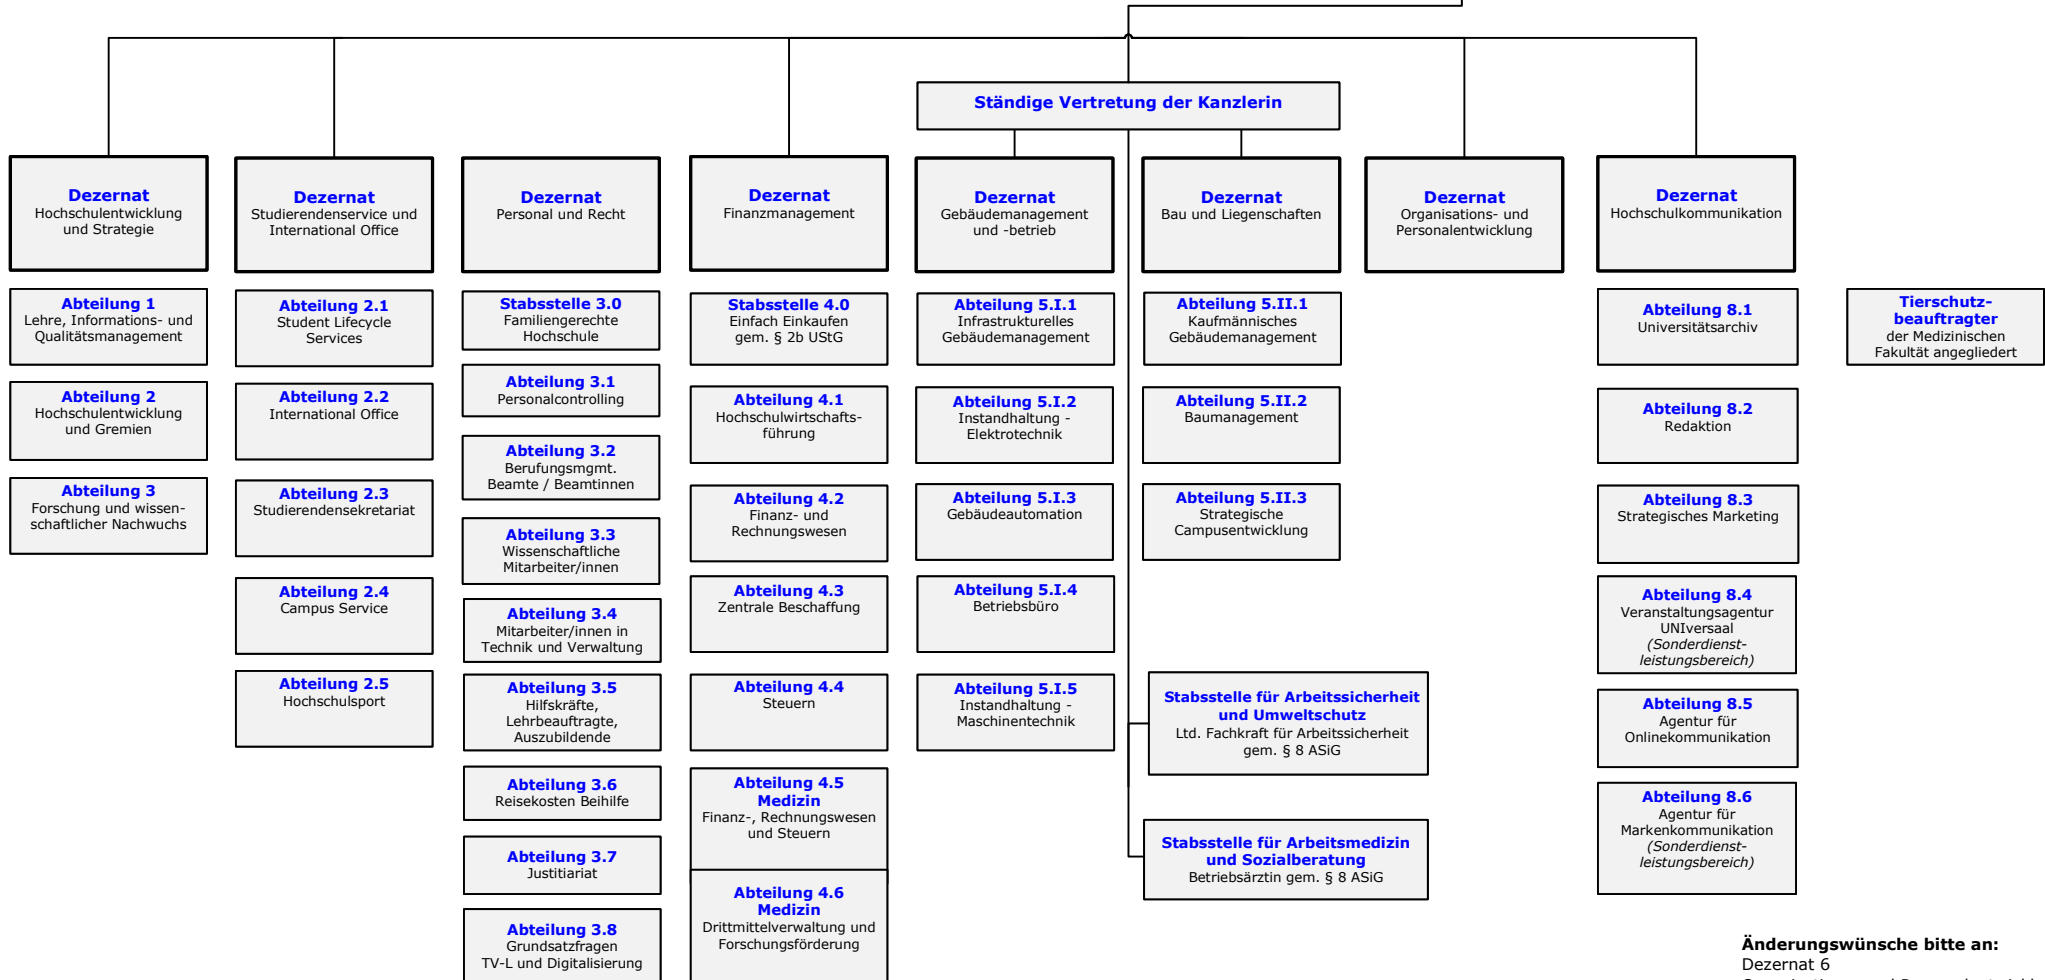 Ständige Vertretung der Kanzlerin
Dezernat
Hochschulentwicklung
und Strategie
Abteilung 1
Lehre, Informations- und
Qualitätsmanagement
Abteilung 2
Hochschulentwicklung
und Gremien
Abteilung 3
Forschung und wissen-
schaftlicher Nachwuchs
Dezernat
Studierendenservice und
International Office
Abteilung 2.1
Student Lifecycle
Services
Abteilung 2.2
International Office
Abteilung 2.3
Studierendensekretariat
Abteilung 2.4
Campus Service
Abteilung 2.5
Hochschulsport
Dezernat
Personal und Recht
Stabsstelle 3.0
Familiengerechte
Hochschule
Abteilung 3.1
Personalcontrolling
Abteilung 3.2
Berufungsmgmt.
Beamte / Beamtinnen
Abteilung 3.3
Wissenschaftliche
Mitarbeiter/innen
Abteilung 3.4
Mitarbeiter/innen in
Technik und Verwaltung
Abteilung 3.5
Hilfskräfte,
Lehrbeauftragte,
Auszubildende
Abteilung 3.6
Reisekosten Beihilfe
Abteilung 3.7
Justitiariat
Abteilung 3.8
Grundsatzfragen
TV-L und Digitalisierung
Dezernat
Finanzmanagement
Stabsstelle 4.0
Einfach Einkaufen
gem. § 2b UStG
Abteilung 4.1
Hochschulwirtschafts-
führung
Abteilung 4.2
Finanz- und
Rechnungswesen
Abteilung 4.3
Zentrale Beschaffung
Abteilung 4.4
Steuern
Abteilung 4.5
Medizin
Finanz-, Rechnungswesen
und Steuern
Abteilung 4.6
Medizin
Drittmittelverwaltung und
Forschungsförderung
Dezernat
Gebäudemanagement
und -betrieb
Abteilung 5.I.1
Infrastrukturelles
Gebäudemanagement
Abteilung 5.I.2
Instandhaltung -
Elektrotechnik
Abteilung 5.I.3
Gebäudeautomation
Abteilung 5.I.4
Betriebsbüro
Abteilung 5.I.5
Instandhaltung -
Maschinentechnik
Dezernat
Bau und Liegenschaften
Abteilung 5.II.1
Kaufmännisches
Gebäudemanagement
Abteilung 5.II.2
Baumanagement
Abteilung 5.II.3
Strategische
Campusentwicklung
Stabsstelle für Arbeitssicherheit
und Umweltschutz
Ltd. Fachkraft für Arbeitssicherheit
gem. § 8 ASiG
Stabsstelle für Arbeitsmedizin
und Sozialberatung
Betriebsärztin gem. § 8 ASiG
Dezernat
Organisations- und
Personalentwicklung
Dezernat
Hochschulkommunikation
Abteilung 8.1
Universitätsarchiv
Abteilung 8.2
Redaktion
Abteilung 8.3
Strategisches Marketing
Abteilung 8.4
Veranstaltungsagentur
UNIversaal
(Sonderdienst-
leistungsbereich)
Abteilung 8.5
Agentur für
Onlinekommunikation
Abteilung 8.6
Agentur für
Markenkommunikation
(Sonderdienst-
leistungsbereich)
Tierschutz-
beauftragter
der Medizinischen
Fakultät angegliedert
Änderungswünsche bitte an:
Dezernat 6